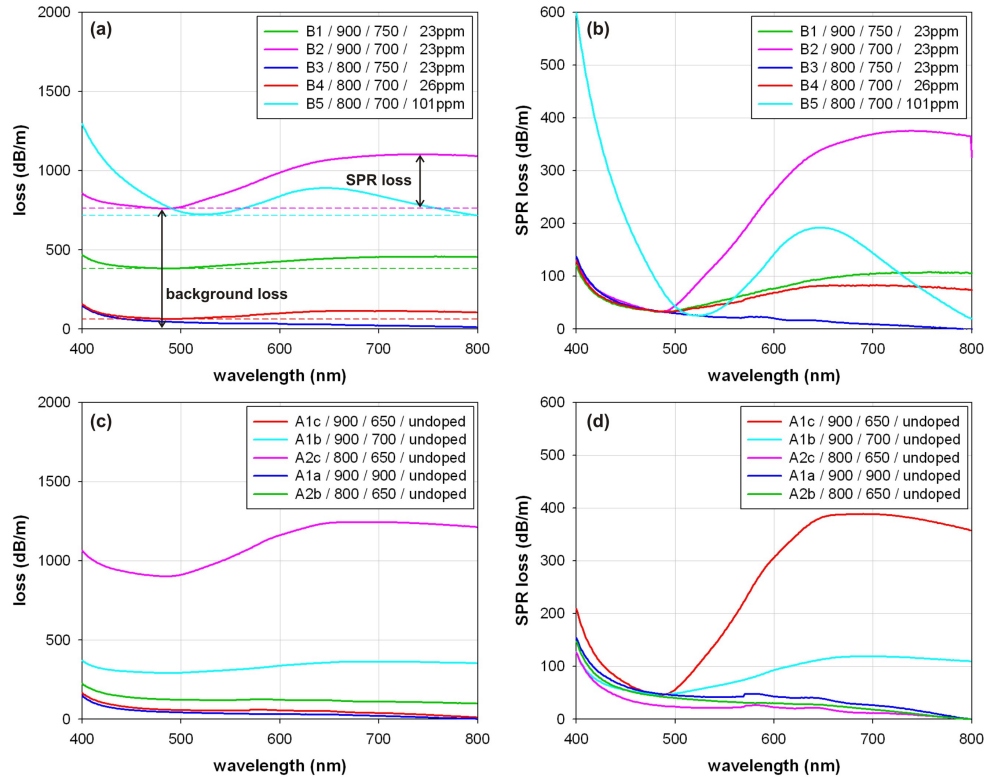 (a)
B1 / 900 / 750 / 23ppm
B2 / 900 / 700 / 23ppm
B3 / 800 / 750 / 23ppm
B4 / 800 / 700 / 26ppm
B5 / 800 / 700 / 101ppm
2000
1500
1000
500
0
loss (dB/m)
SPR loss
background loss
400 500 600 700 800
wavelength (nm)
(b)
B1 / 900 / 750 / 23ppm
B2 / 900 / 700 / 23ppm
B3 / 800 / 750 / 23ppm
B4 / 800 / 700 / 26ppm
B5 / 800 / 700 / 101ppm
600
500
400
300
200
100
0
SPR loss (dB/m)
400 500 600 700 800
wavelength (nm)
(c)
A1c / 900 / 650 / undoped
A1b / 900 / 700 / undoped
A2c / 800 / 650 / undoped
A1a / 900 / 900 / undoped
A2b / 800 / 650 / undoped
2000
1500
1000
500
0
loss (dB/m)
400 500 600 700 800
wavelength (nm)
(d)
A1c / 900 / 650 / undoped
A1b / 900 / 700 / undoped
A2c / 800 / 650 / undoped
A1a / 900 / 900 / undoped
A2b / 800 / 650 / undoped
600
500
400
300
200
100
0
SPR loss (dB/m)
400 500 600 700 800
wavelength (nm)